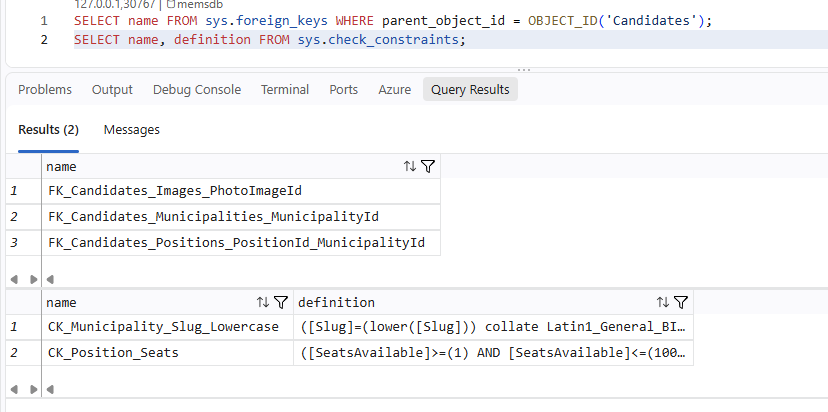 127.0.0.1,30767 | memsdb
1 SELECT name FROM sys.foreign_keys WHERE parent_object_id = OBJECT_ID('Candidates');
2 SELECT name, definition FROM sys.check_constraints;
Problems Output Debug Console Terminal Ports Azure Query Results
Results (2) Messages
name
1 FK_Candidates_Images_PhotoImageId
2 FK_Candidates_Municipalities_MunicipalityId
3 FK_Candidates_Positions_PositionId_MunicipalityId
name definition
1 CK_Municipality_Slug_Lowercase ([Slug]=(lower([Slug])) collate Latin1_General_BI…
2 CK_Position_Seats ([SeatsAvailable]>=(1) AND [SeatsAvailable]<=(100…